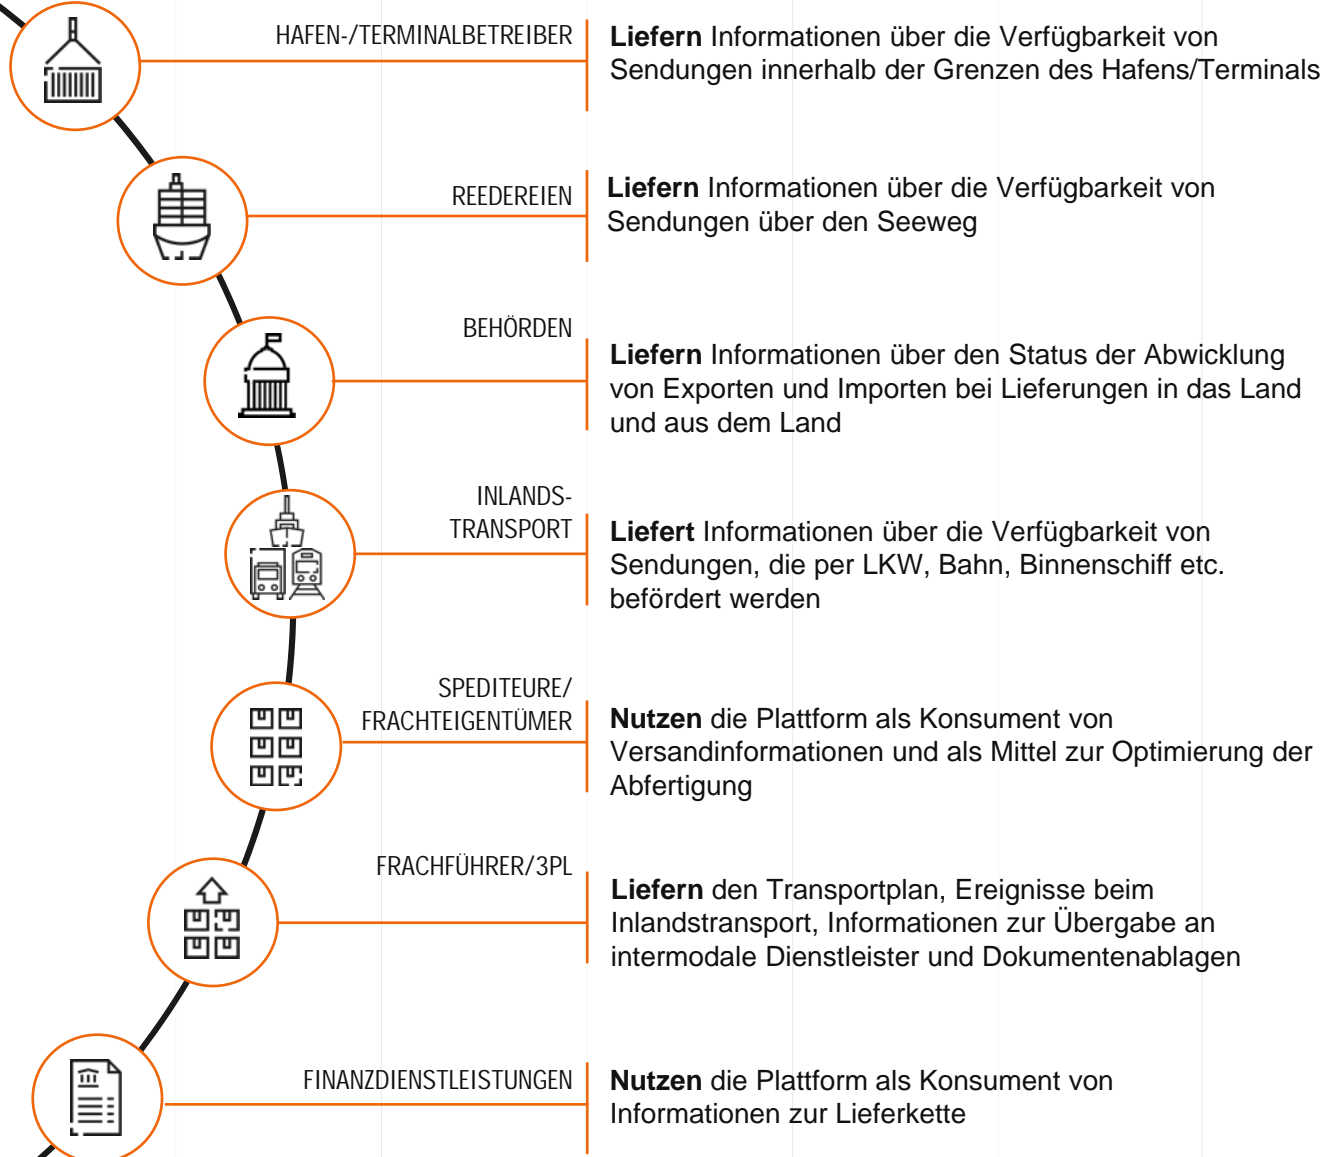 HAFEN-/TERMINALBETREIBER
Liefern Informationen über die Verfügbarkeit von
Sendungen innerhalb der Grenzen des Hafens/Terminals
REEDEREIEN
Liefern Informationen über die Verfügbarkeit von
Sendungen über den Seeweg
BEHÖRDEN
Liefern Informationen über den Status der Abwicklung
von Exporten und Importen bei Lieferungen in das Land
und aus dem Land
INLANDS-
TRANSPORT
Liefert Informationen über die Verfügbarkeit von
Sendungen, die per LKW, Bahn, Binnenschiff etc.
befördert werden
SPEDITEURE/
FRACHTEIGENTÜMER
Nutzen die Plattform als Konsument von
Versandinformationen und als Mittel zur Optimierung der
Abfertigung
FRACHFÜHRER/3PL
Liefern den Transportplan, Ereignisse beim
Inlandstransport, Informationen zur Übergabe an
intermodale Dienstleister und Dokumentenablagen
FINANZDIENSTLEISTUNGEN
Nutzen die Plattform als Konsument von
Informationen zur Lieferkette